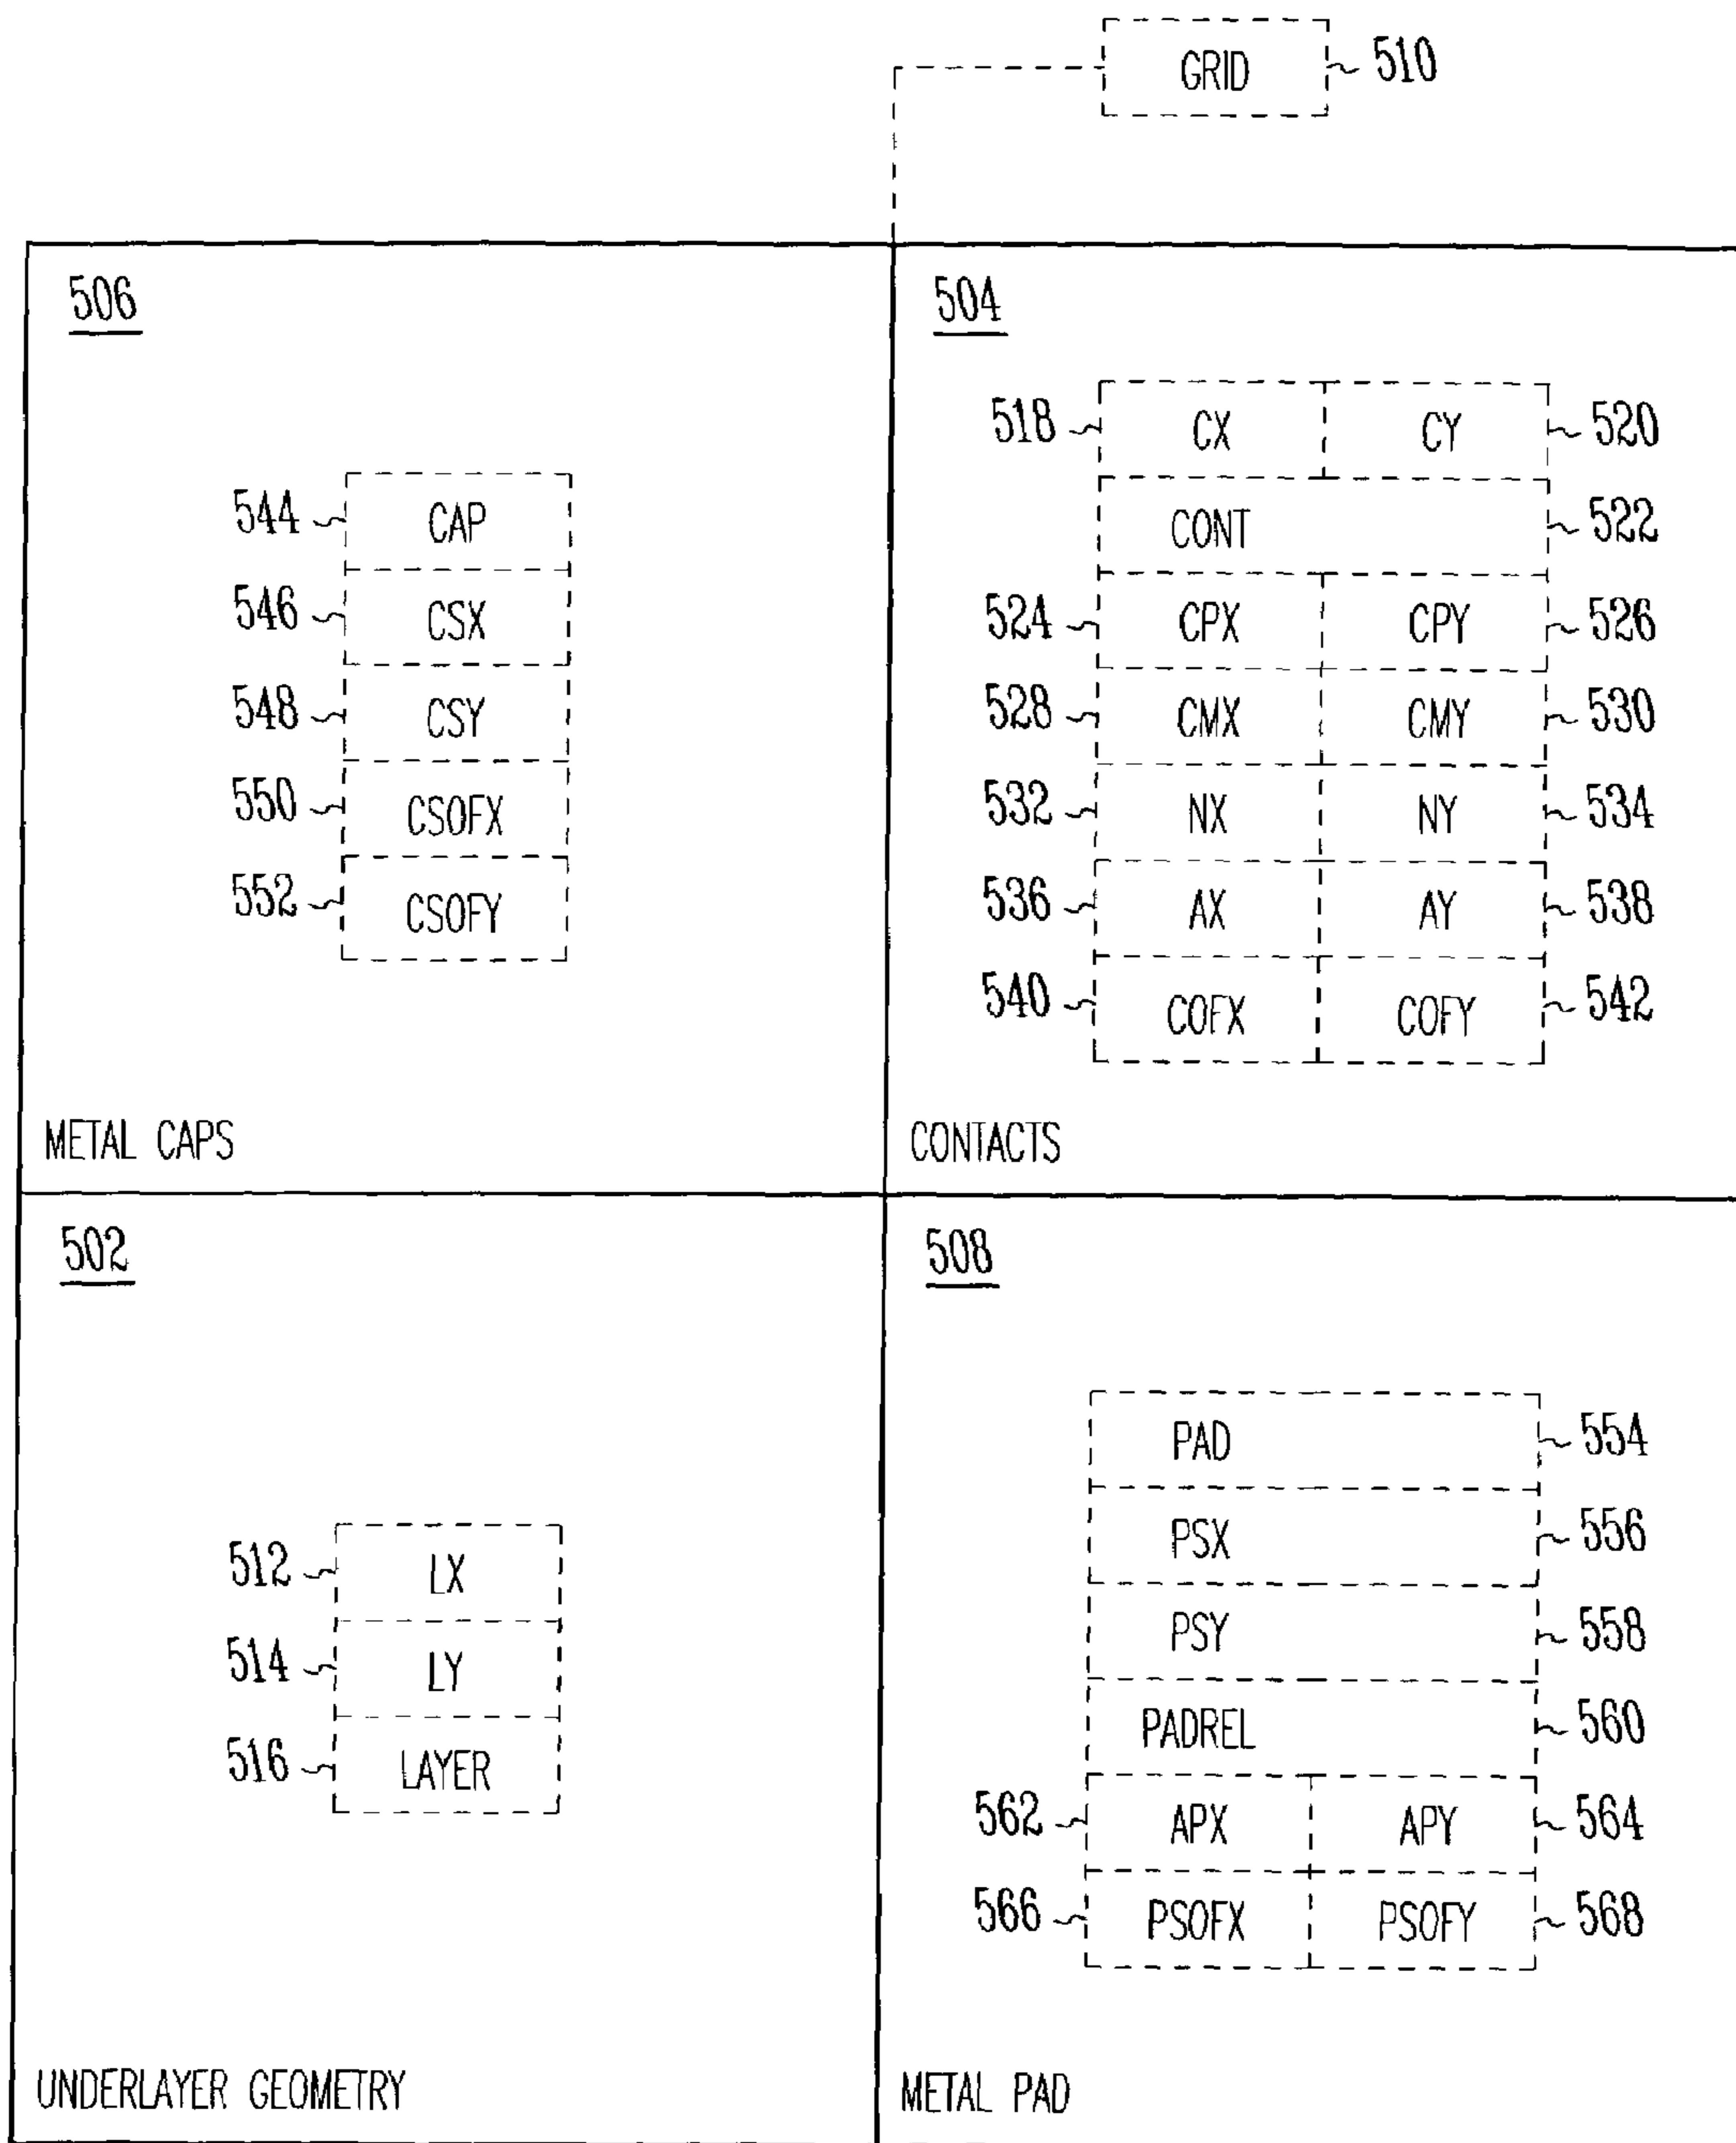 GRID 510
506
544 CAP
546 CSX
548 CSY
550 CSOFX
552 CSOFY
METAL CAPS
504
518 CX CY 520
CONT 522
524 CPX CPY 526
528 CMX CMY 530
532 NX NY 534
536 AX AY 538
540 COFX COFY 542
CONTACTS
502
512 LX
514 LY
516 LAYER
UNDERLAYER GEOMETRY
508
PAD 554
PSX 556
PSY 558
PADREL 560
562 APX APY 564
566 PSOFX PSOFY 568
METAL PAD